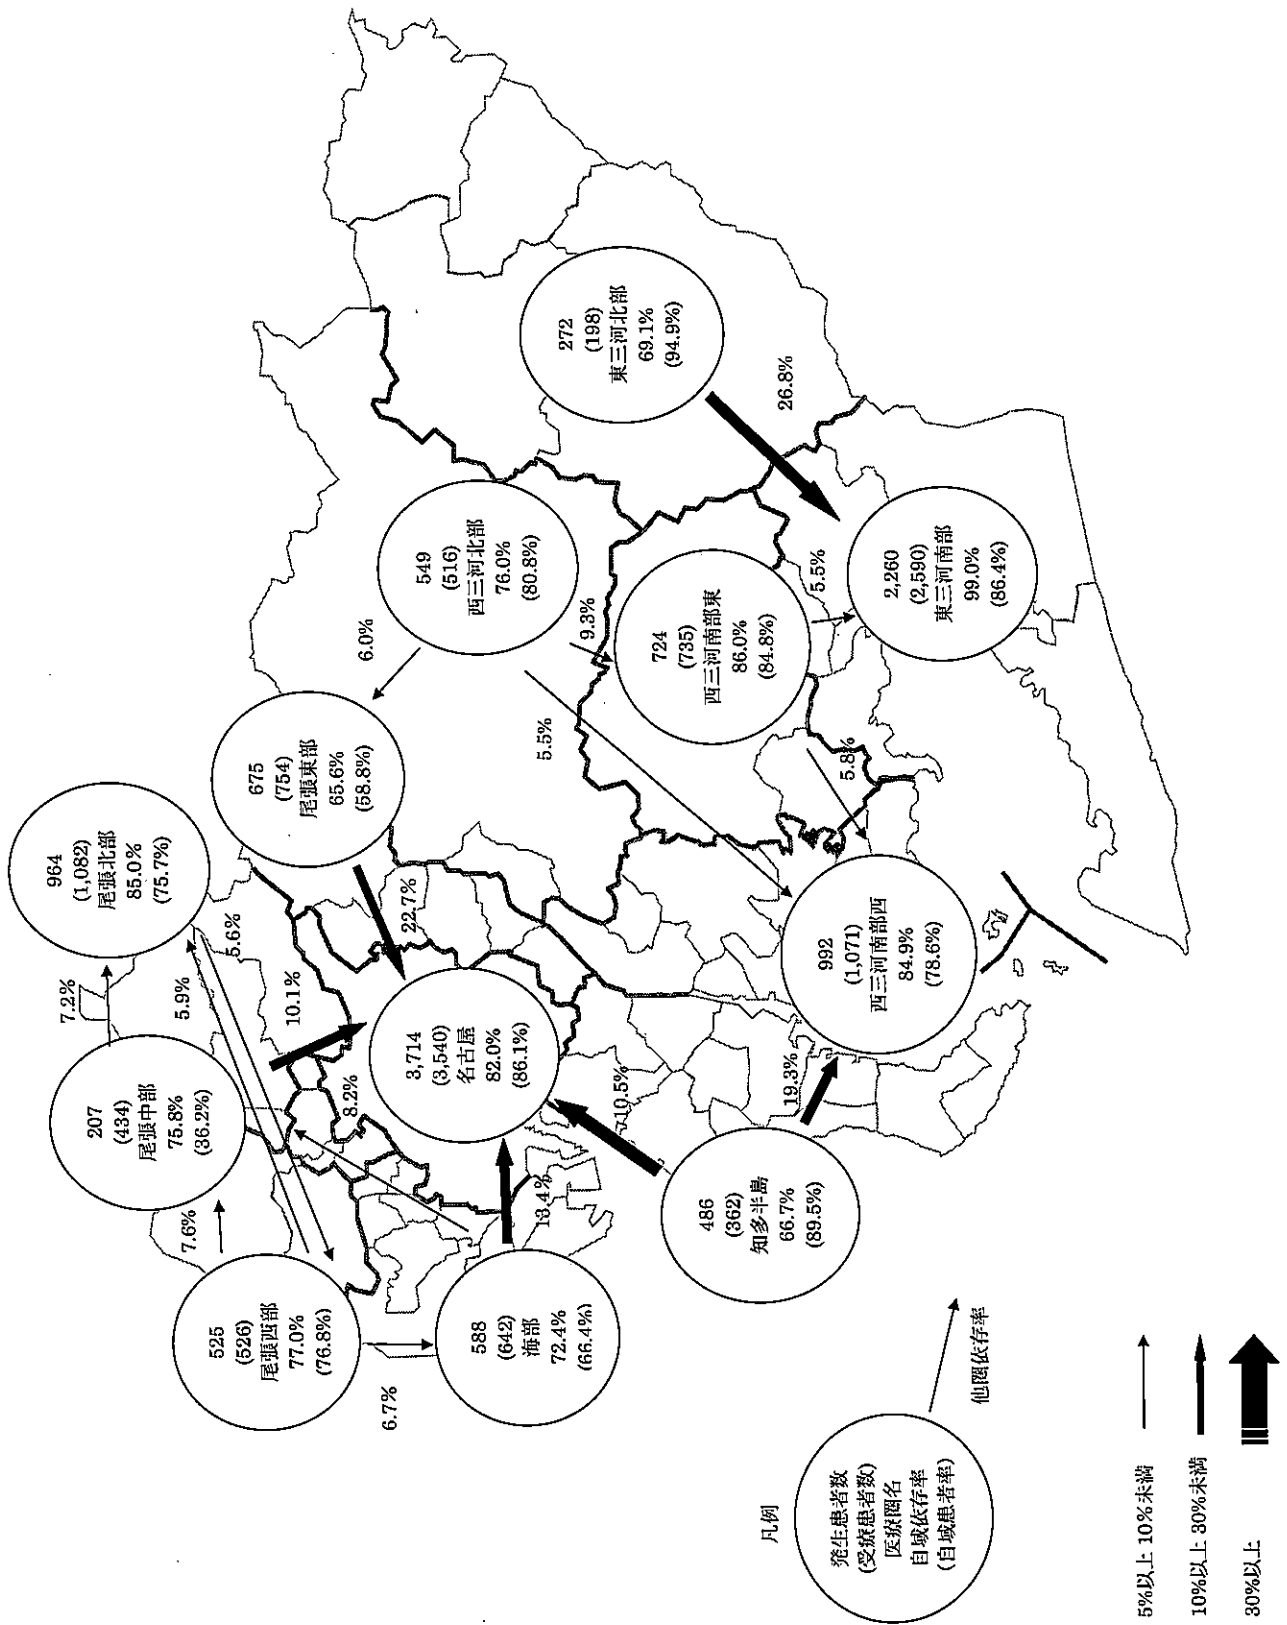 964
(1,082)
尾張北部
85.0%
(75.7%)
207
(434)
尾張中部
75.8%
(36.2%)
525
(526)
尾張西部
77.0%
(76.8%)
675
(754)
尾張東部
65.6%
(58.8%)
3,714
(3,540)
名古屋
82.0%
(86.1%)
588
(642)
海部
72.4%
(66.4%)
549
(516)
西三河北部
76.0%
(80.8%)
272
(198)
東三河北部
69.1%
(94.9%)
724
(735)
西三河南部東
86.0%
(84.8%)
2,260
(2,590)
東三河南部
99.0%
(86.4%)
992
(1,071)
西三河南部西
84.9%
(78.6%)
486
(362)
知多半島
66.7%
(89.5%)
7.2%
5.9%
5.6%
7.6%
10.1%
8.2%
22.7%
6.7%
13.4%
10.5%
19.3%
6.0%
9.3%
5.5%
5.8%
5.5%
26.8%
凡例
発生患者数
(受療患者数)
医療圏名
自域依存率
(自域患者率)
他圏依存率
5%以上 10%未満
10%以上 30%未満
30%以上